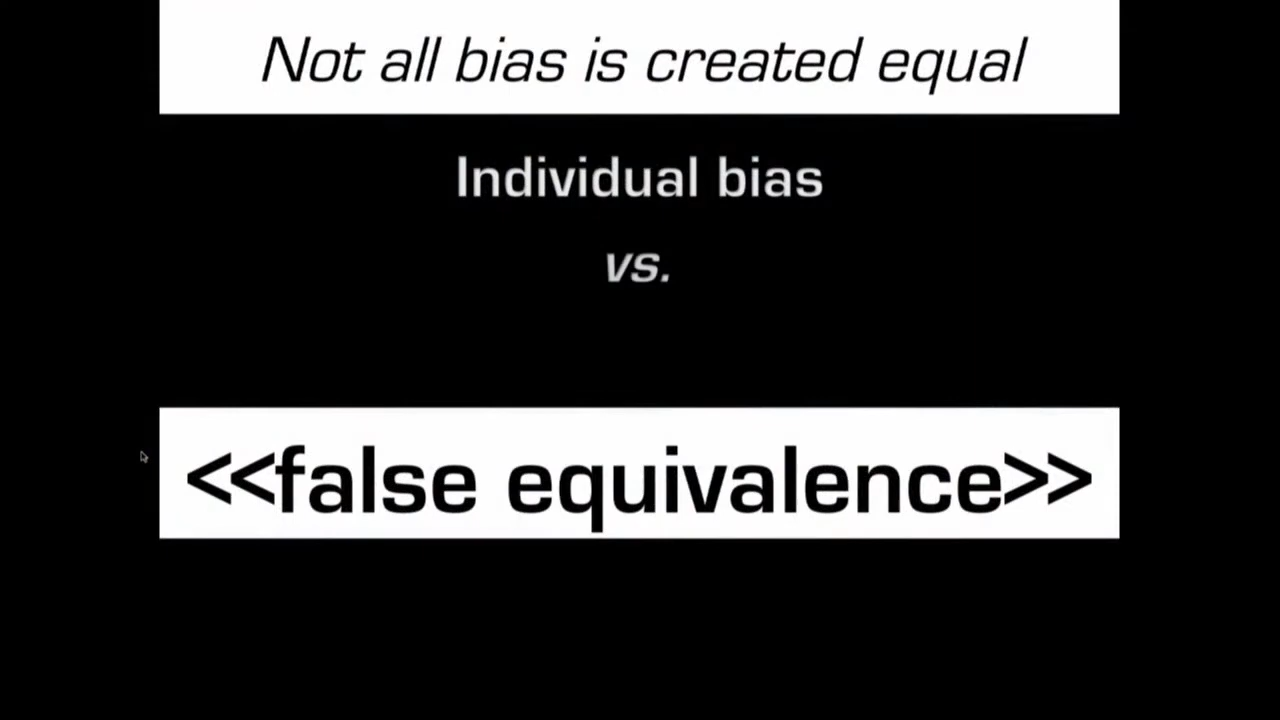 Not all bias is created equal
Individual bias
vs.
<<false equivalence>>